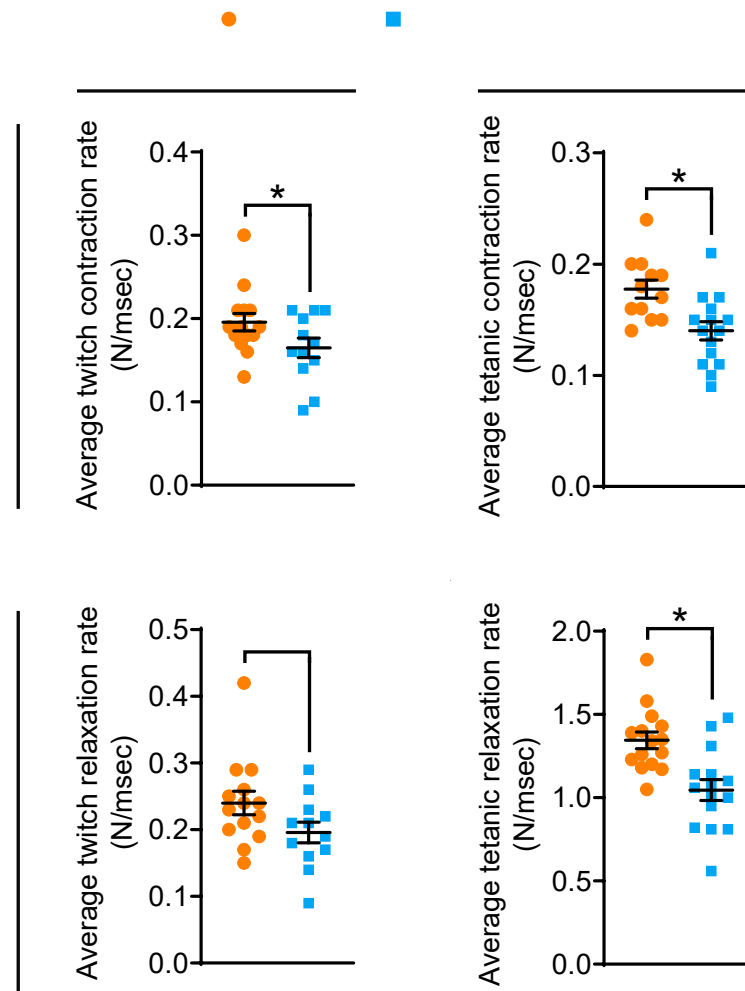 Average twitch contraction rate
(N/msec)
0.4
0.3
0.2
0.1
0.0
*
Average tetanic contraction rate
(N/msec)
0.3
0.2
0.1
0.0
*
Average twitch relaxation rate
(N/msec)
0.5
0.4
0.3
0.2
0.1
0.0
Average tetanic relaxation rate
(N/msec)
2.0
1.5
1.0
0.5
0.0
*